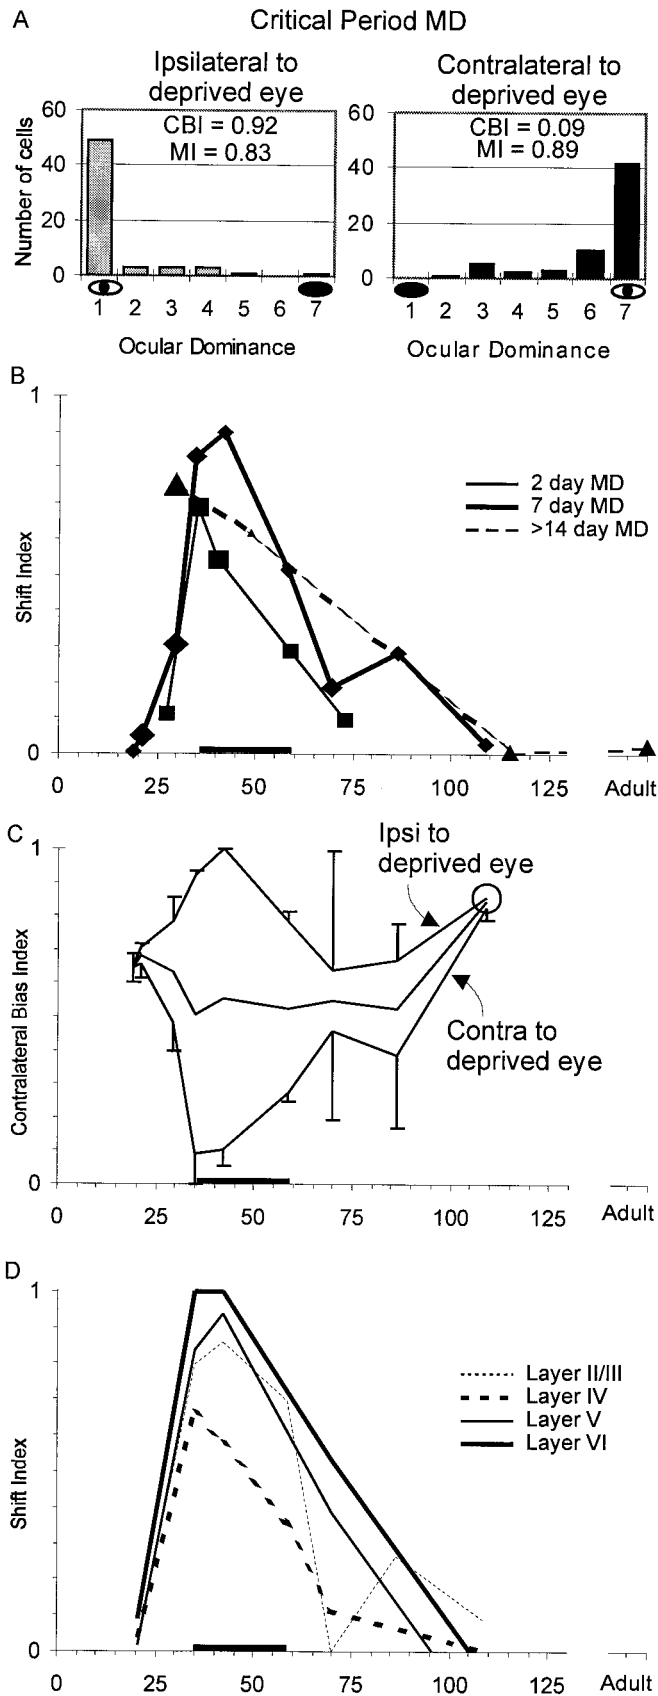 A
Critical Period MD
Ipsilateral to
deprived eye
Contralateral to
deprived eye
Number of cells
60
40
20
0
CBI = 0.92
MI = 0.83
1 2 3 4 5 6 7
Ocular Dominance
60
40
20
0
CBI = 0.09
MI = 0.89
1 2 3 4 5 6 7
Ocular Dominance
B
Shift Index
1
0
2 day MD
7 day MD
>14 day MD
0 25 50 75 100 125 Adult
C
Contralateral Bias Index
1
0
Ipsi to
deprived eye
Contra to
deprived eye
0 25 50 75 100 125 Adult
D
Shift Index
1
0
Layer II/III
Layer IV
Layer V
Layer VI
0 25 50 75 100 125 Adult